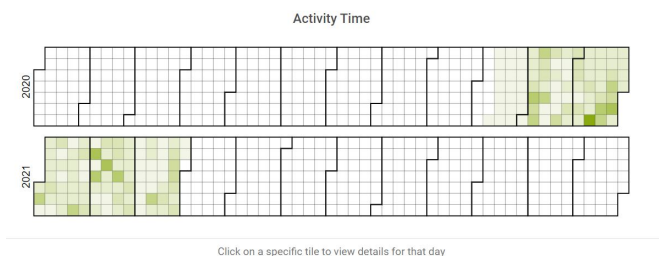 Activity Time
2020
2021
Click on a specific tile to view details for that day